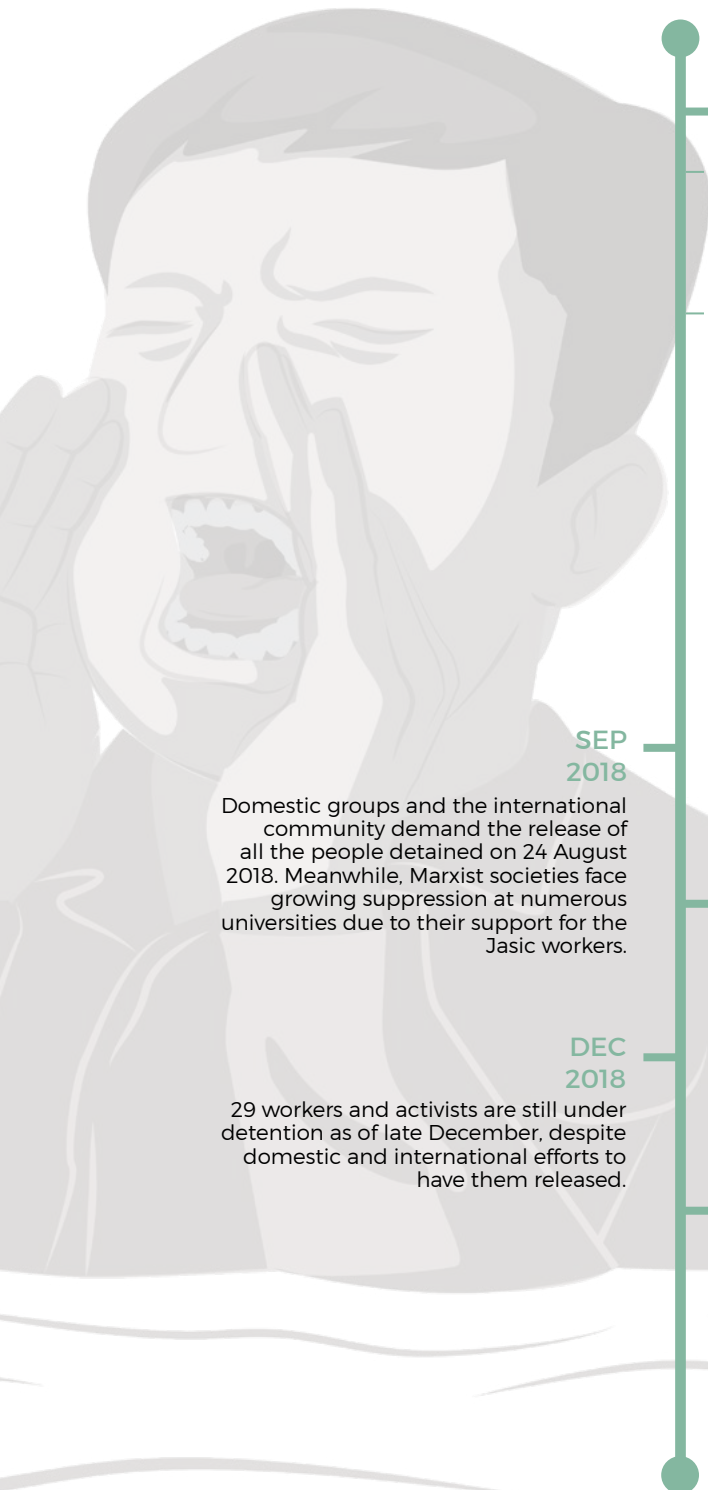 SEP
2018
Domestic groups and the international
community demand the release of
all the people detained on 24 August
2018. Meanwhile, Marxist societies face
growing suppression at numerous
universities due to their support for the
Jasic workers.
DEC
2018
29 workers and activists are still under
detention as of late December, despite
domestic and international efforts to
have them released.